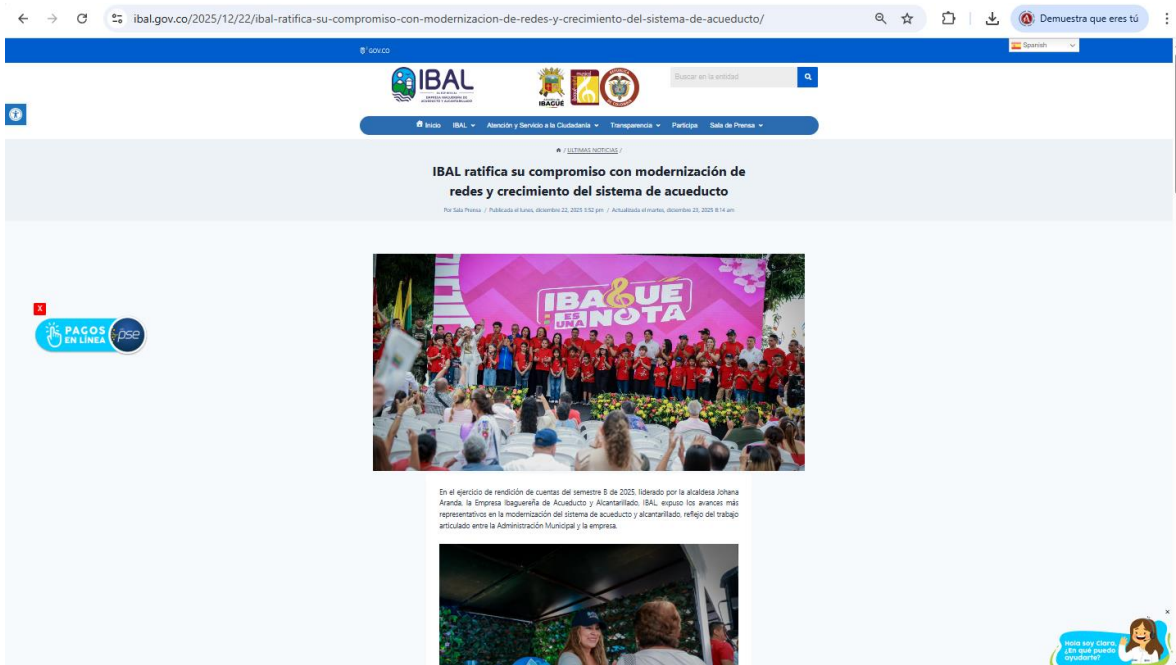 ibal.gov.co/2025/12/22/ibal-ratifica-su-compromiso-con-modernizacion-de-redes-y-crecimiento-del-sistema-de-acueducto/
Demuestra que eres tú
GOV.CO
Spanish
IBAL
IBAGUÉ
Buscar en la entidad
Inicio IBAL Atención y Servicio a la Ciudadanía Transparencia Participa Sala de Prensa
/ ULTIMAS NOTICIAS /
IBAL ratifica su compromiso con modernización de
redes y crecimiento del sistema de acueducto
Por Sala Prensa / Publicada el lunes, diciembre 22, 2025 3:52 pm / Actualizada el martes, diciembre 23, 2025 9:14 am
IBAGUÉ
ES UNA NOTA
X
PAGOS
EN LÍNEA
pse
En el ejercicio de rendición de cuentas del semestre B de 2025, liderado por la alcaldesa Johana
Aranda, la Empresa Ibaguereña de Acueducto y Alcantarillado, IBAL, expuso los avances más
representativos en la modernización del sistema de acueducto y alcantarillado, reflejo del trabajo
articulado entre la Administración Municipal y la empresa.
Hola soy Clara,
¿En qué puedo
ayudarte?